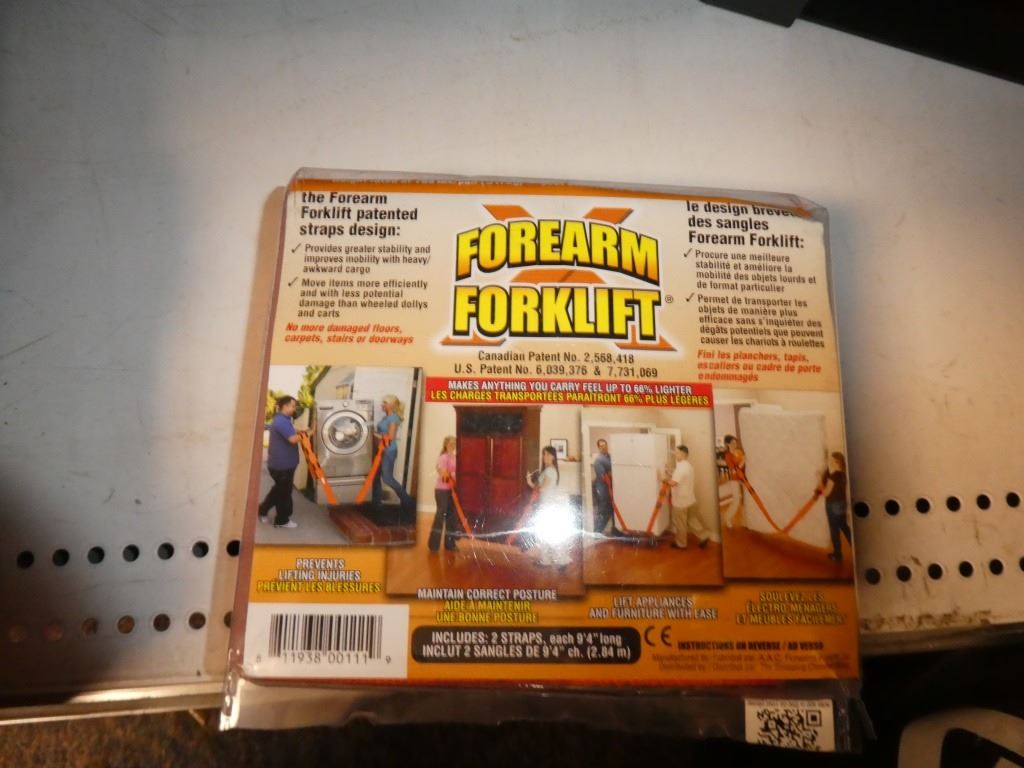 the Forearm
Forklift patented
straps design:
✓ Provides greater stability and
improves mobility with heavy/
awkward cargo
✓ Move items more efficiently
and with less potential
damage than wheeled dollys
and carts
No more damaged floors,
carpets, stairs or doorways
FOREARM
FORKLIFT®
Canadian Patent No. 2,568,418
U.S. Patent No. 6,039,376 & 7,731,069
le design
des sangles
Forearm Forklift:
✓ Procure une meilleure
stabilité et améliore la
mobilité des objets lourds et
de format particulier
✓ Permet de transporter les
objets de manière plus
efficace sans s'inquiéter des
dégâts potentiels que peuvent
causer les chariots à roulettes
Fini les planchers, tapis,
escaliers ou cadre de porte
endommagés
MAKES ANYTHING YOU CARRY FEEL UP TO 66% LIGHTER
LES CHARGES TRANSPORTÉES PARAÎTRONT 66% PLUS LÉGÈRES
PREVENTS
LIFTING INJURIES
PRÉVIENT LES BLESSURES
MAINTAIN CORRECT POSTURE
AIDE À MAINTENIR
UNE BONNE POSTURE
LIFT APPLIANCES
AND FURNITURE WITH EASE
SOULEVEZ LES
ÉLECTRO MÉNAGERS
ET MEUBLES FACILEMENT
11938 00111 9
INCLUDES: 2 STRAPS, each 9'4" long
INCLUT 2 SANGLES DE 9'4" ch. (2.84 m)
CE
INSTRUCTIONS ON REVERSE / AU VERSO